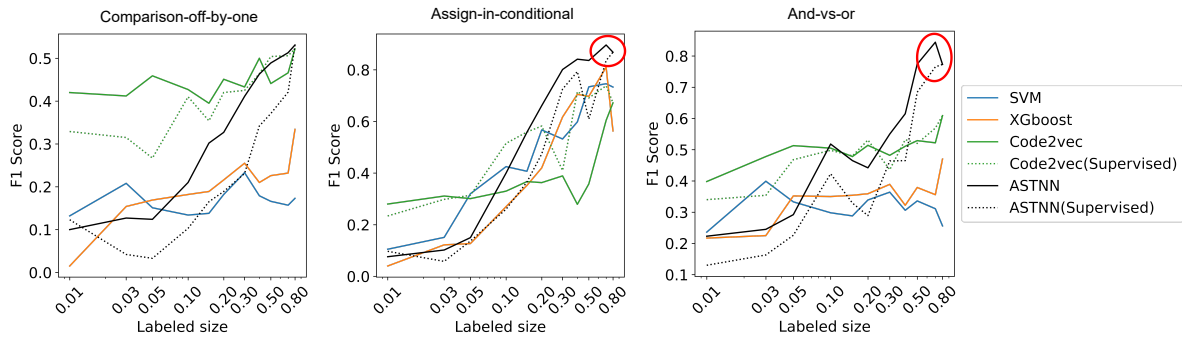 Comparison-off-by-one
F1 Score
0.5
0.4
0.3
0.2
0.1
0.0
0.01
0.03
0.05
0.10
0.20
0.30
0.50
0.80
Labeled size
Assign-in-conditional
F1 Score
1.0
0.8
0.6
0.4
0.2
0.0
0.01
0.03
0.05
0.10
0.20
0.30
0.50
0.80
Labeled size
And-vs-or
F1 Score
0.8
0.7
0.6
0.5
0.4
0.3
0.2
0.1
0.01
0.03
0.05
0.10
0.20
0.30
0.50
0.80
Labeled size
SVM
XGboost
Code2vec
Code2vec(Supervised)
ASTNN
ASTNN(Supervised)